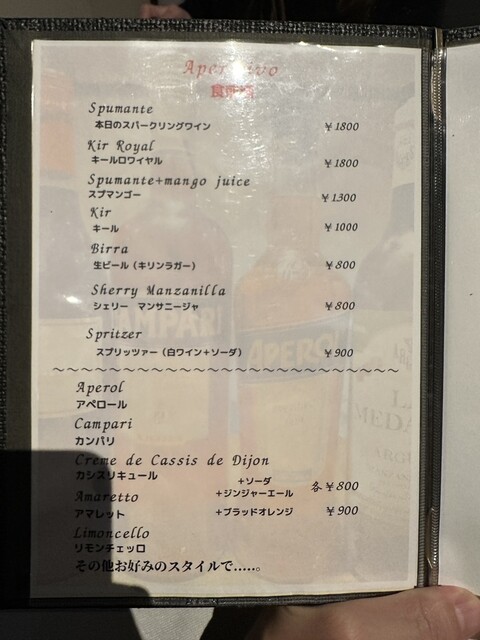 Aperitivo
食前酒
Spumante
本日のスパークリングワイン ￥1800
Kir Royal
キールロワイヤル ￥1800
Spumante+mango juice
スプマンゴー ￥1300
Kir
キール ￥1000
Birra
生ビール（キリンラガー） ￥800
Sherry Manzanilla
シェリー マンサニージャ ￥800
Spritzer
スプリッツァー（白ワイン+ソーダ） ￥900
Aperol
アペロール
Campari
カンパリ
Creme de Cassis de Dijon
カシスリキュール +ソーダ
+ジンジャーエール 各￥800
Amaretto
アマレット +ブラッドオレンジ ￥900
Limoncello
リモンチェッロ
その他お好みのスタイルで.....。
CAMPARI
APEROL